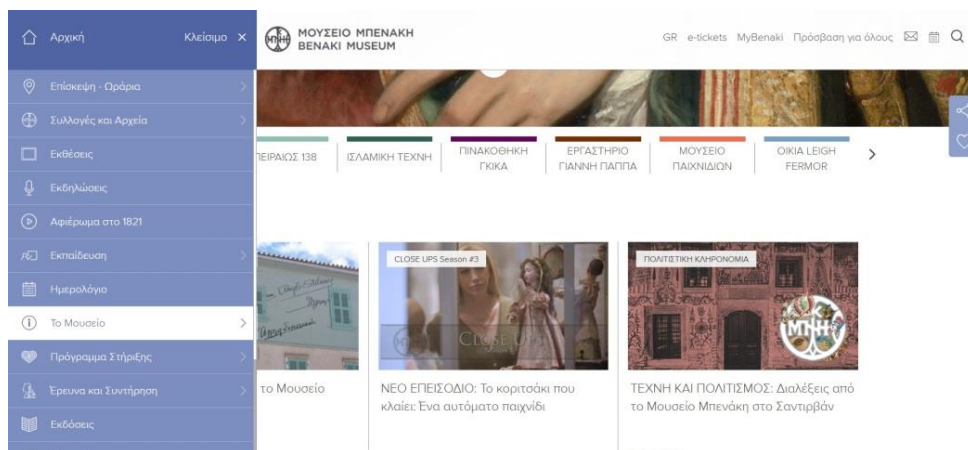 Αρχική
Κλείσιμο ×
ΜΟΥΣΕΙΟ ΜΠΕΝΑΚΗ
BENAKI MUSEUM
GR e-tickets MyBenaki Πρόσβαση για όλους
Επίσκεψη - Ωράρια
Συλλογές και Αρχεία
Εκθέσεις
Εκδηλώσεις
Αφιέρωμα στο 1821
Εκπαίδευση
Ημερολόγιο
Το Μουσείο
Πρόγραμμα Στήριξης
Έρευνα και Συντήρηση
Εκδόσεις
ΠΕΙΡΑΙΩΣ 138
ΙΣΛΑΜΙΚΗ ΤΕΧΝΗ
ΠΙΝΑΚΟΘΗΚΗ
ΓΚΙΚΑ
ΕΡΓΑΣΤΗΡΙΟ
ΓΙΑΝΝΗ ΠΑΠΠΑ
ΜΟΥΣΕΙΟ
ΠΑΙΧΝΙΔΙΩΝ
ΟΙΚΙΑ LEIGH
FERMOR
το Μουσείο
CLOSE UPS Season #3
CLOSE UP
ΝΕΟ ΕΠΕΙΣΟΔΙΟ: Το κοριτσάκι που
κλαίει: Ένα αυτόματο παιχνίδι
ΠΟΛΙΤΙΣΤΙΚΗ ΚΛΗΡΟΝΟΜΙΑ
ΜΠΗ
ΤΕΧΝΗ ΚΑΙ ΠΟΛΙΤΙΣΜΟΣ: Διαλέξεις από
το Μουσείο Μπενάκη στο Σαντιρβάν